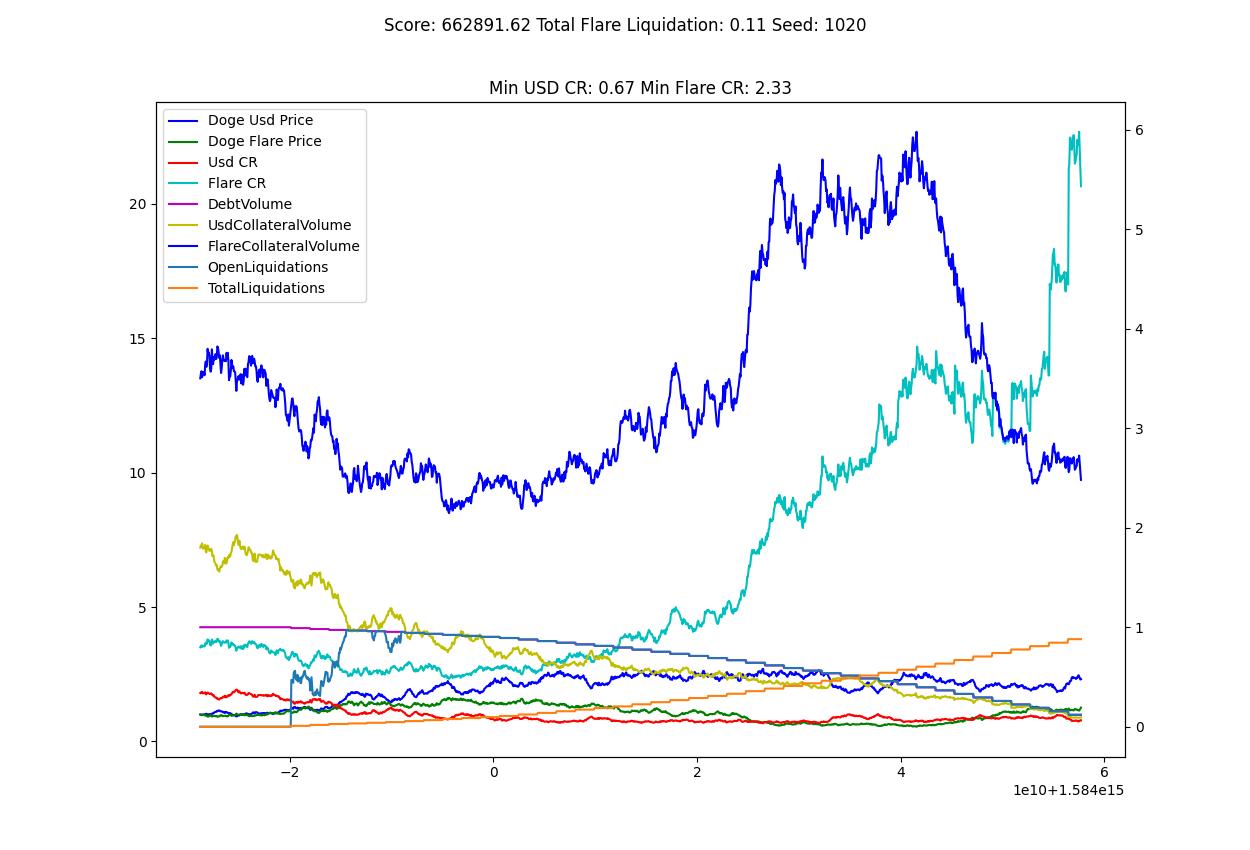 Score: 662891.62 Total Flare Liquidation: 0.11 Seed: 1020
Min USD CR: 0.67 Min Flare CR: 2.33
Doge Usd Price
Doge Flare Price
Usd CR
Flare CR
DebtVolume
UsdCollateralVolume
FlareCollateralVolume
OpenLiquidations
TotalLiquidations
20
15
10
5
0
6
5
4
3
2
1
0
−2 0 2 4 6
1e10+1.584e15